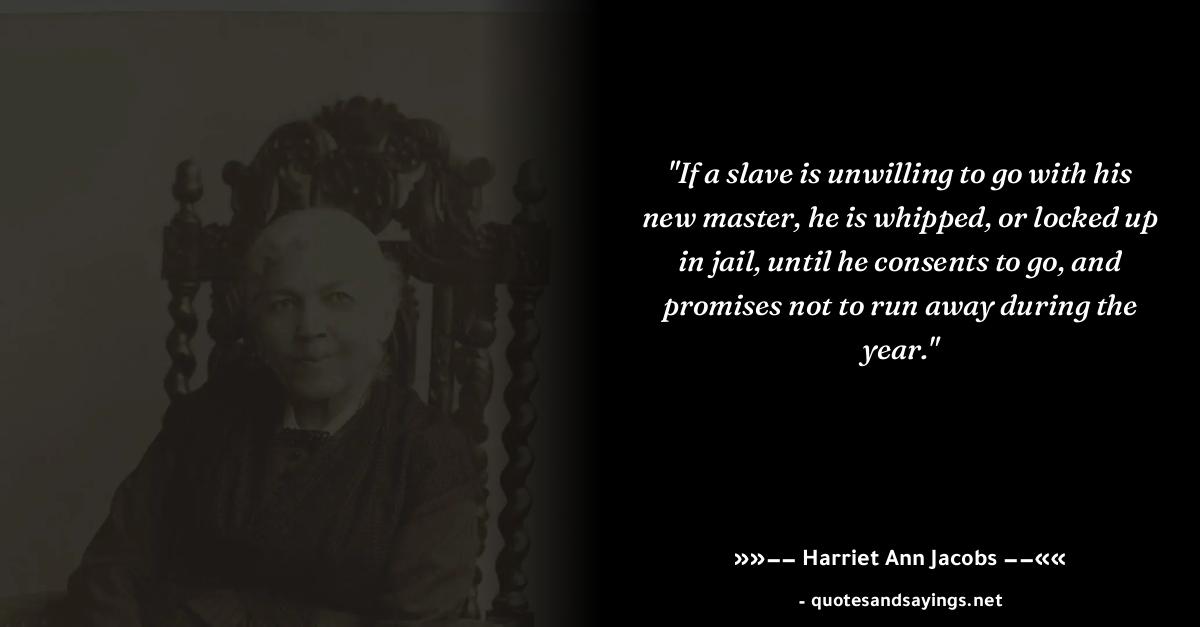 "If a slave is unwilling to go with his
new master, he is whipped, or locked up
in jail, until he consents to go, and
promises not to run away during the
year."
»»–– Harriet Ann Jacobs ––««
- quotesandsayings.net